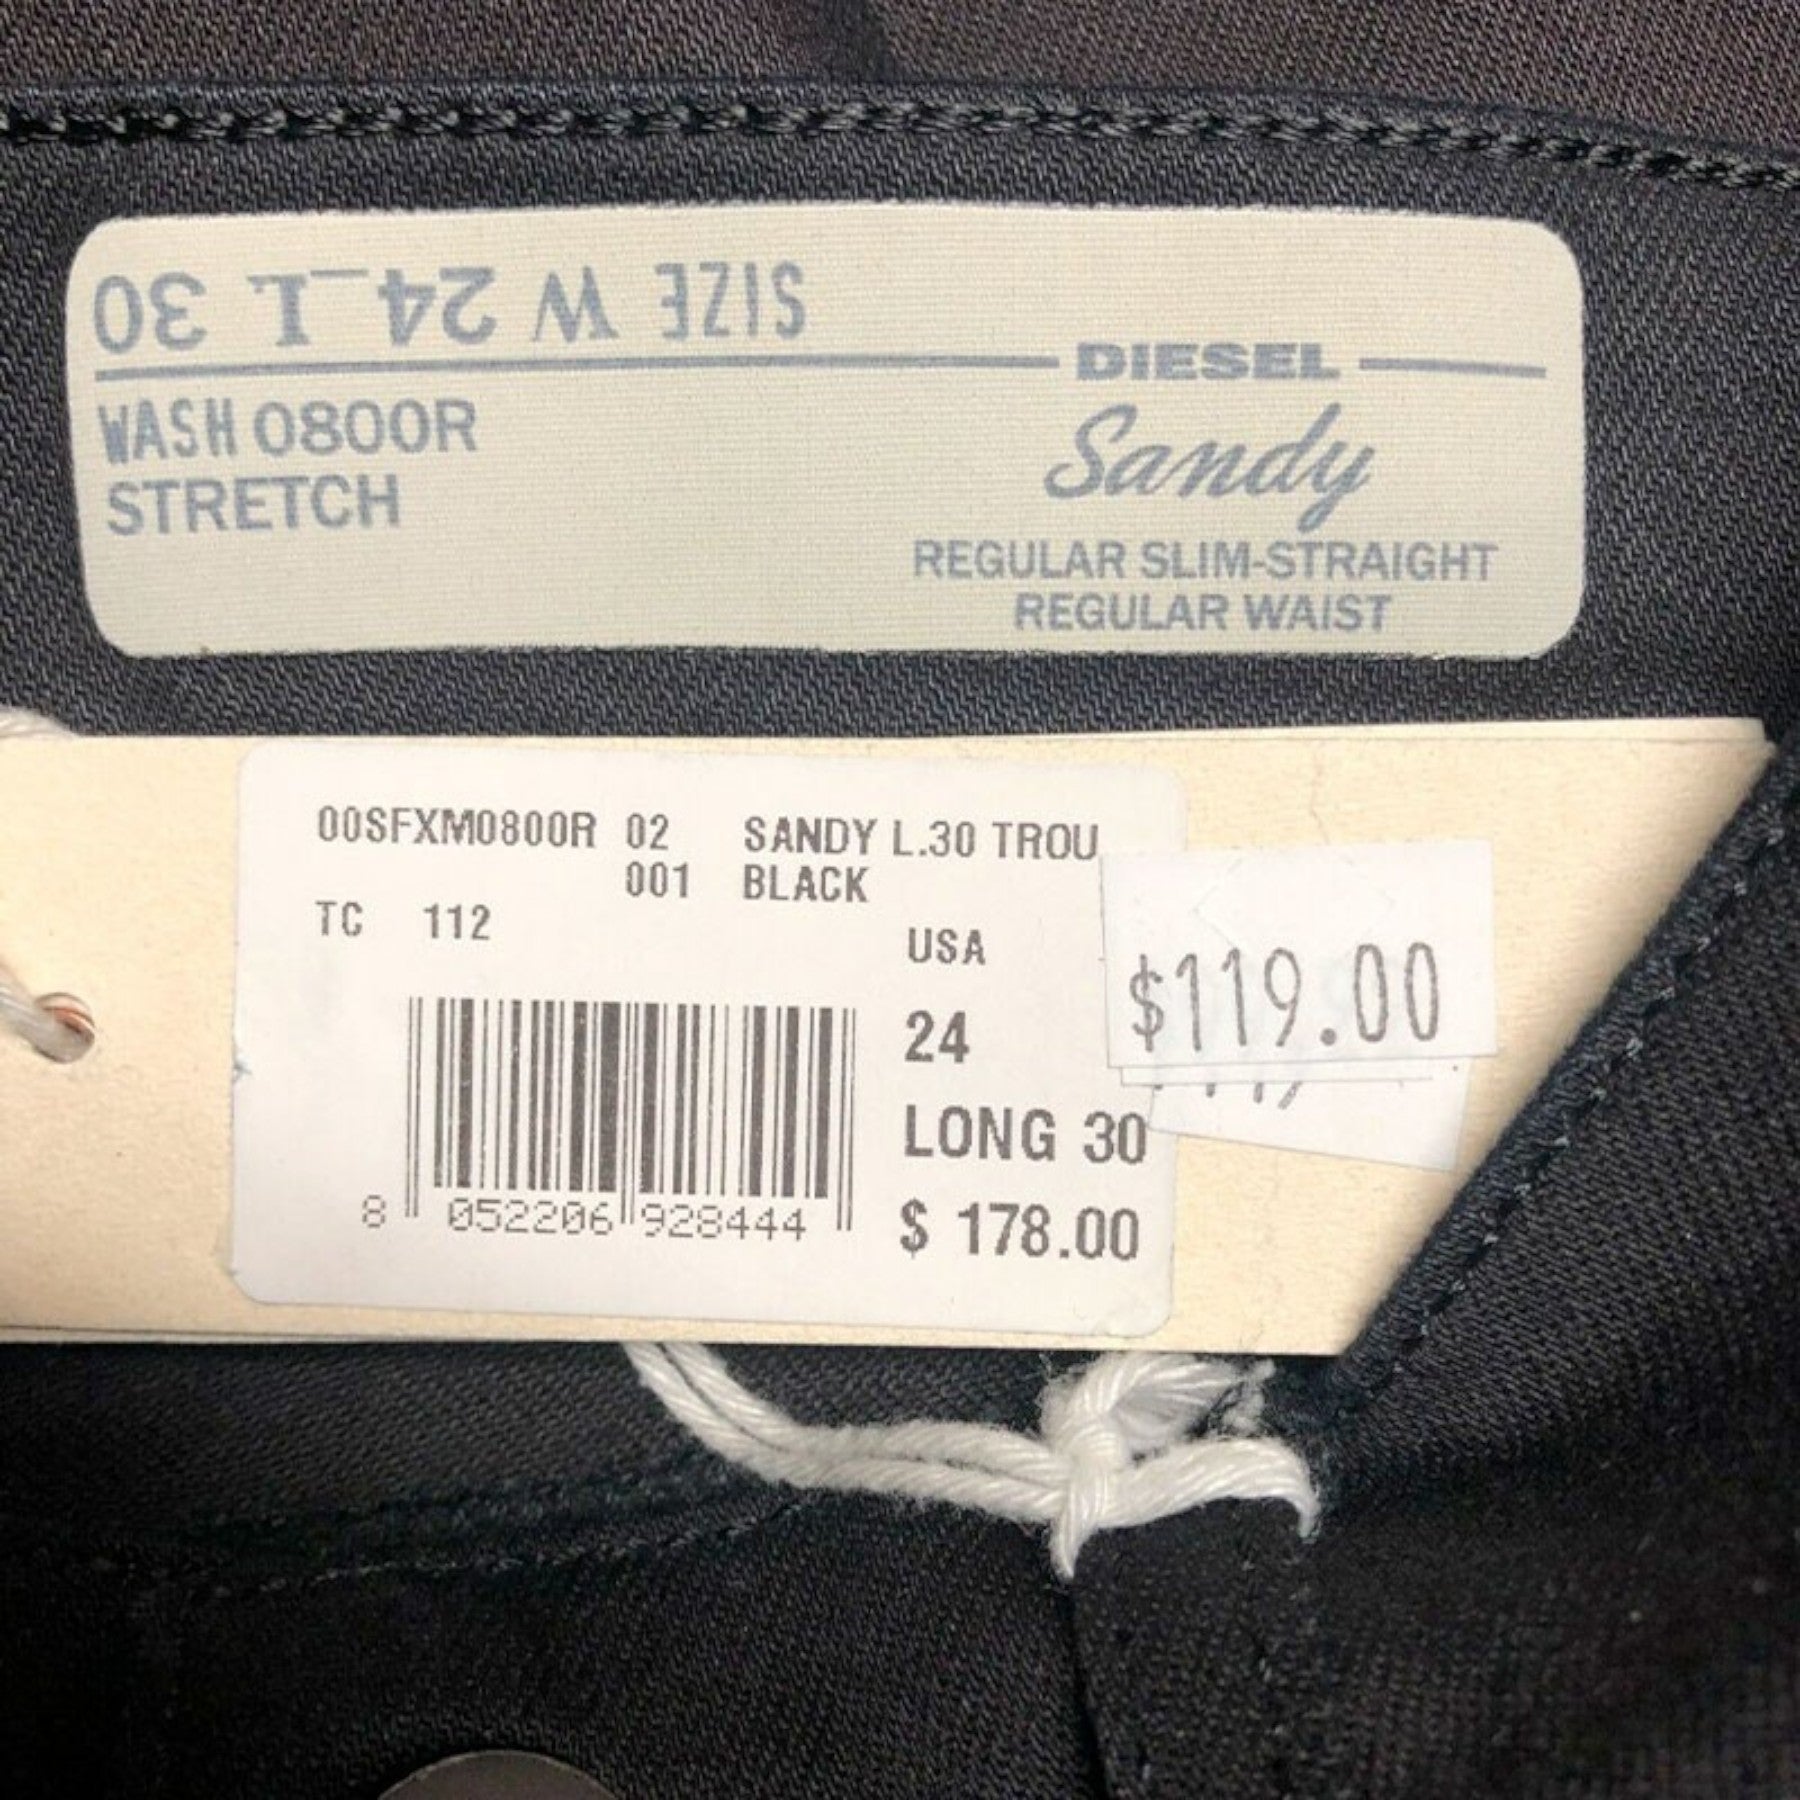 SIZE W 24_L 30
DIESEL
WASH 0800R
STRETCH
Sandy
REGULAR SLIM-STRAIGHT
REGULAR WAIST
00SFXM0800R 02 SANDY L.30 TROU
001 BLACK
TC 112
USA
24
$119.00
LONG 30
$ 178.00
8 052206 928444